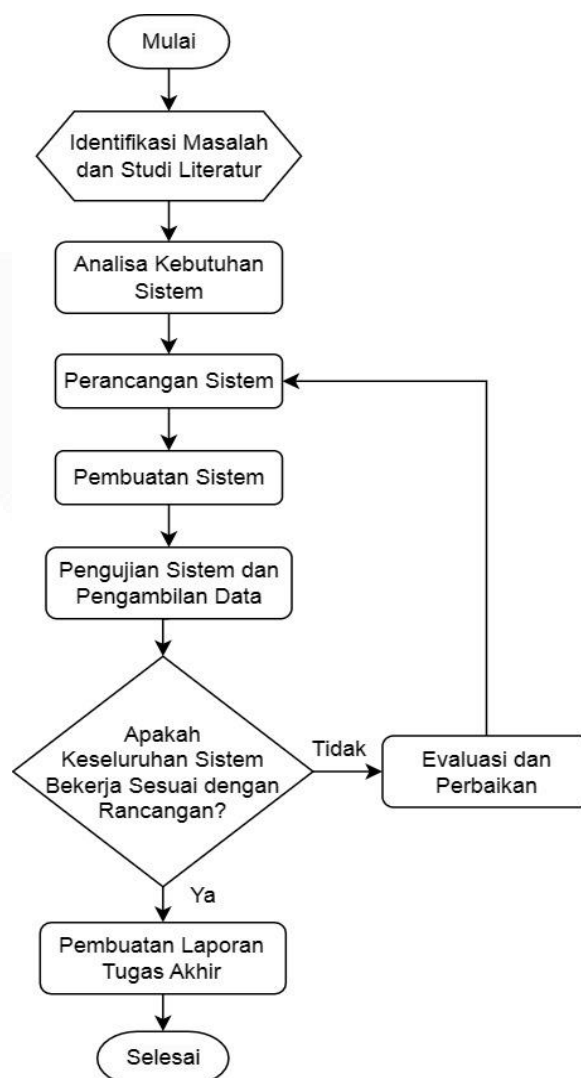 Mulai
Identifikasi Masalah
dan Studi Literatur
Analisa Kebutuhan
Sistem
Perancangan Sistem
Pembuatan Sistem
Pengujian Sistem dan
Pengambilan Data
Apakah
Keseluruhan Sistem
Bekerja Sesuai dengan
Rancangan?
Tidak
Evaluasi dan
Perbaikan
Ya
Pembuatan Laporan
Tugas Akhir
Selesai